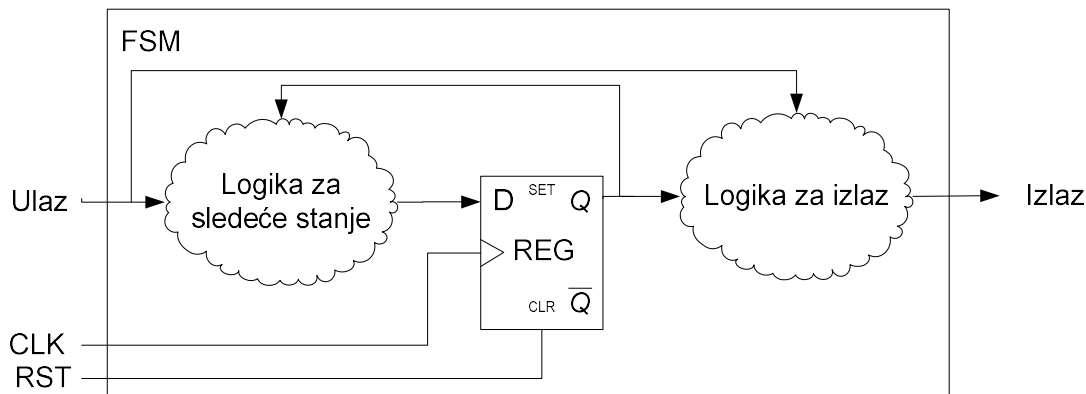 FSM
Ulaz
Logika za
sledeće stanje
D
SET
Q
REG
CLR
Q
Logika za izlaz
Izlaz
CLK
RST